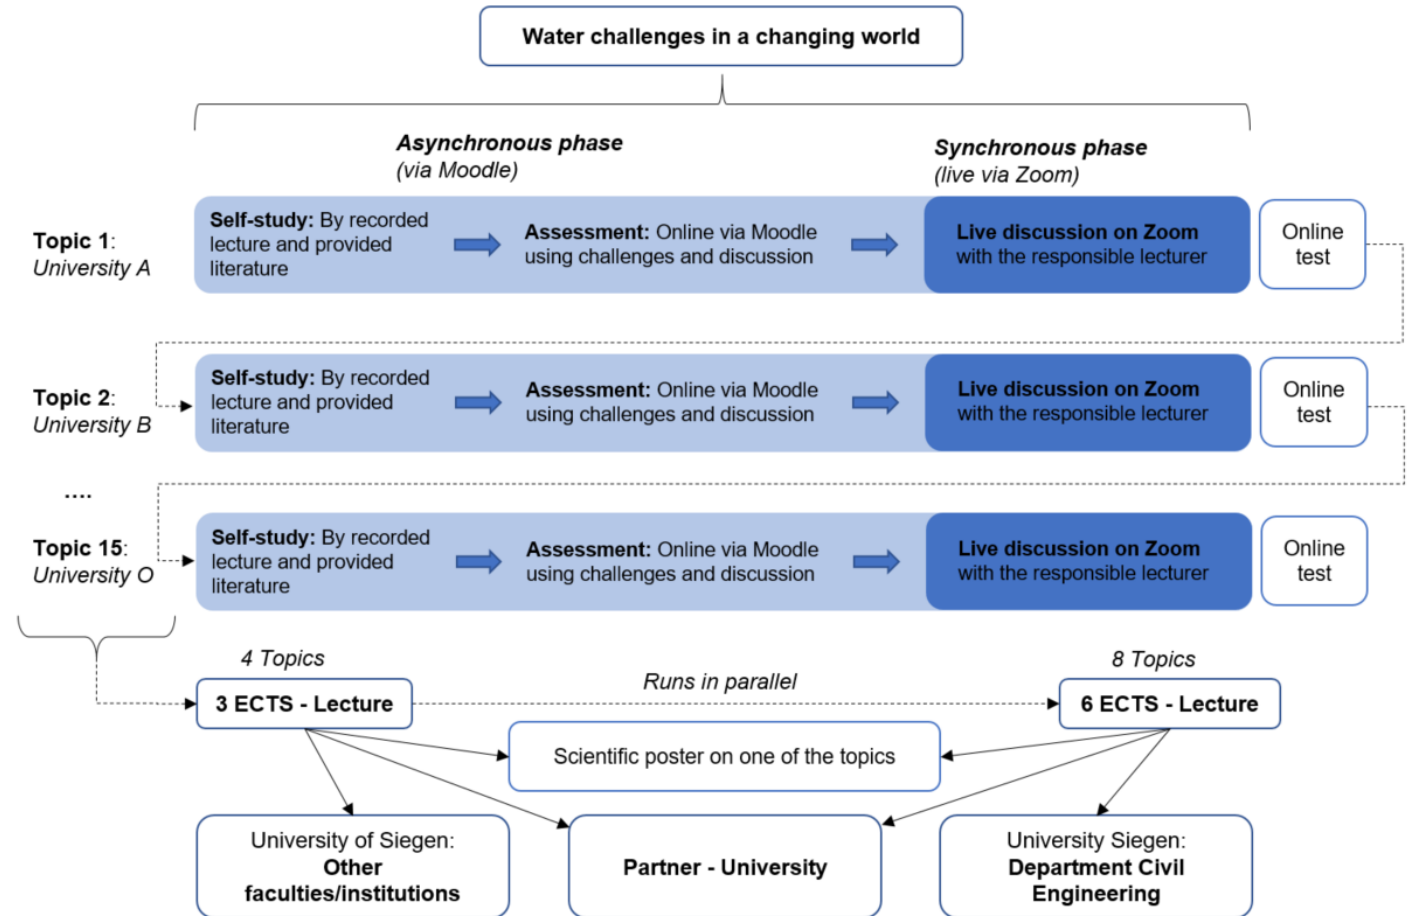 Water challenges in a changing world
Asynchronous phase
(via Moodle)
Synchronous phase
(live via Zoom)
Topic 1:
University A
Self-study: By recorded
lecture and provided
literature
Assessment: Online via Moodle
using challenges and discussion
Live discussion on Zoom
with the responsible lecturer
Online
test
Topic 2:
University B
Self-study: By recorded
lecture and provided
literature
Assessment: Online via Moodle
using challenges and discussion
Live discussion on Zoom
with the responsible lecturer
Online
test
....
Topic 15:
University O
Self-study: By recorded
lecture and provided
literature
Assessment: Online via Moodle
using challenges and discussion
Live discussion on Zoom
with the responsible lecturer
Online
test
4 Topics
8 Topics
3 ECTS - Lecture
Runs in parallel
6 ECTS - Lecture
Scientific poster on one of the topics
University of Siegen:
Other
faculties/institutions
Partner - University
University Siegen:
Department Civil
Engineering